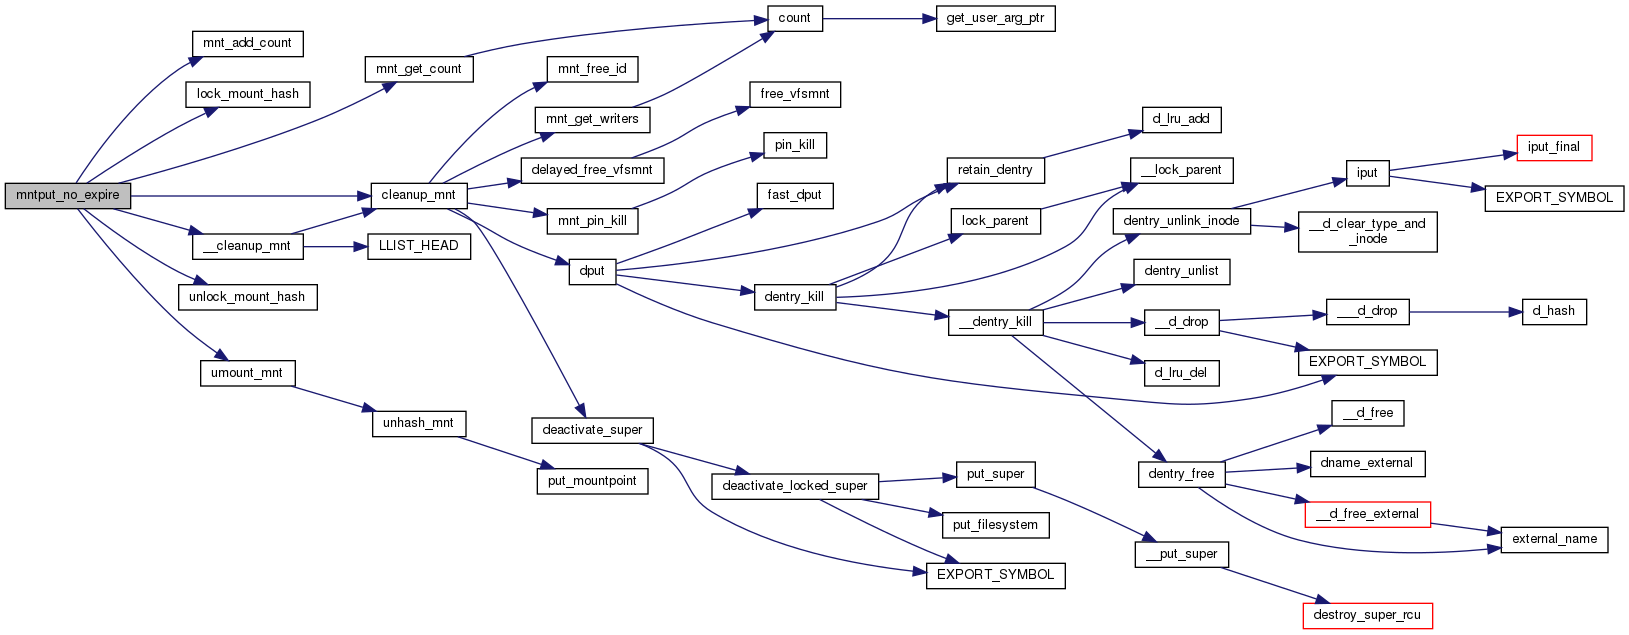 mntput_no_expire
mnt_add_count
lock_mount_hash
mnt_get_count
cleanup_mnt
__cleanup_mnt
LLIST_HEAD
unlock_mount_hash
umount_mnt
unhash_mnt
put_mountpoint
count
get_user_arg_ptr
mnt_free_id
mnt_get_writers
delayed_free_vfsmnt
free_vfsmnt
mnt_pin_kill
pin_kill
dput
fast_dput
dentry_kill
deactivate_super
deactivate_locked_super
retain_dentry
d_lru_add
lock_parent
__lock_parent
__dentry_kill
dentry_unlink_inode
iput
iput_final
EXPORT_SYMBOL
__d_clear_type_and
_inode
dentry_unlist
__d_drop
___d_drop
d_hash
EXPORT_SYMBOL
d_lru_del
dentry_free
__d_free
dname_external
__d_free_external
external_name
put_super
put_filesystem
EXPORT_SYMBOL
__put_super
destroy_super_rcu